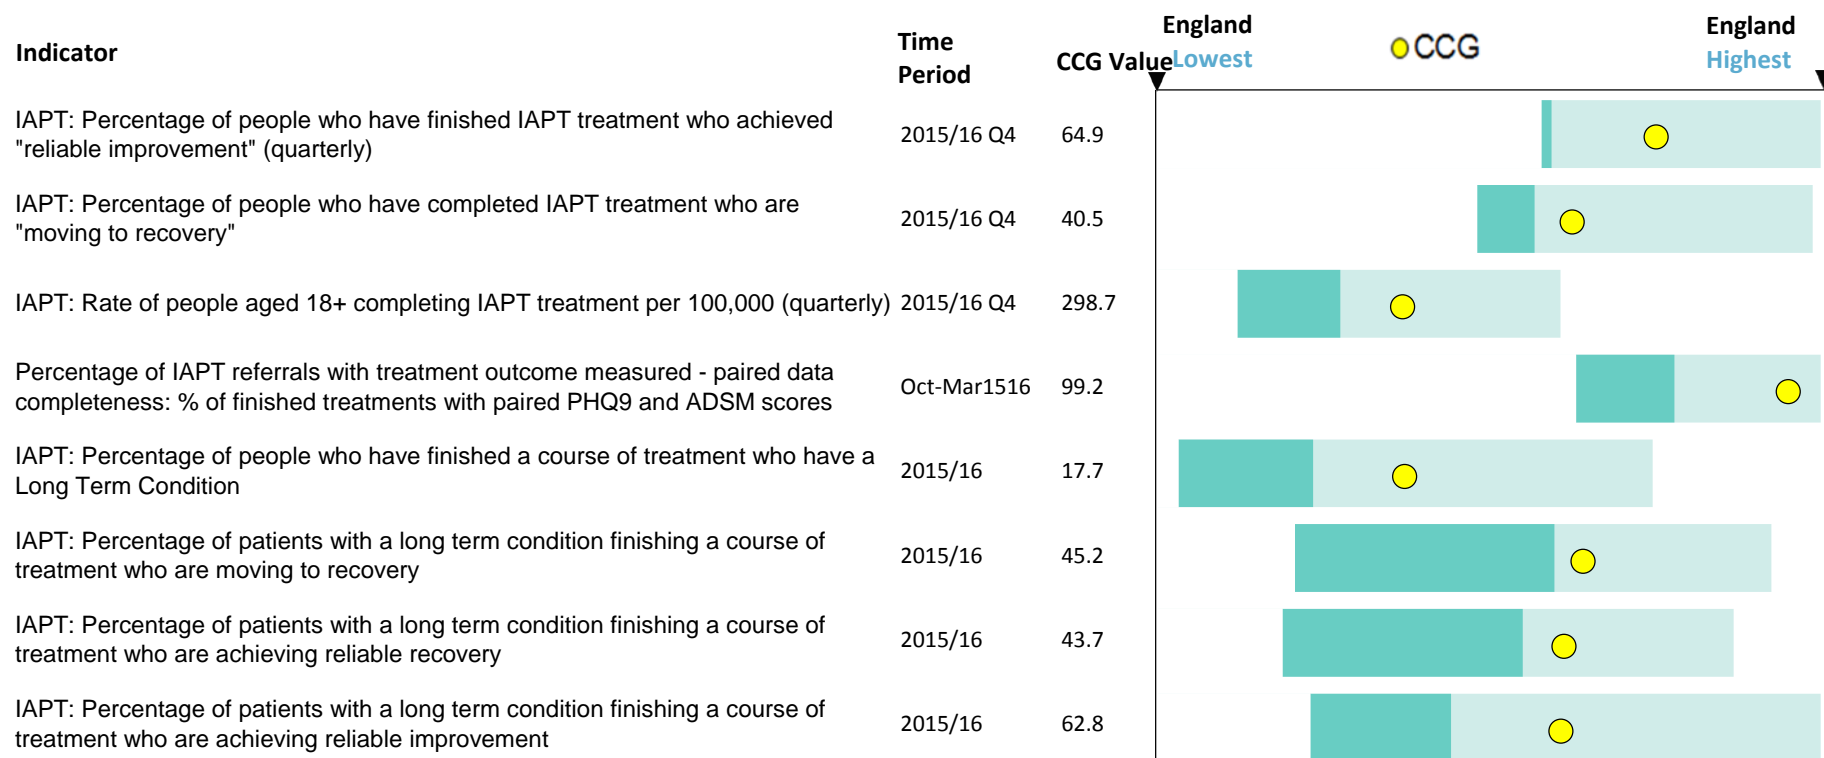 Indicator
Time
Period
CCG Value
England
Lowest
CCG
England
Highest
IAPT: Percentage of people who have finished IAPT treatment who achieved
"reliable improvement" (quarterly)
2015/16 Q4
64.9
IAPT: Percentage of people who have completed IAPT treatment who are
"moving to recovery"
2015/16 Q4
40.5
IAPT: Rate of people aged 18+ completing IAPT treatment per 100,000 (quarterly)
2015/16 Q4
298.7
Percentage of IAPT referrals with treatment outcome measured - paired data
completeness: % of finished treatments with paired PHQ9 and ADSM scores
Oct-Mar1516
99.2
IAPT: Percentage of people who have finished a course of treatment who have a
Long Term Condition
2015/16
17.7
IAPT: Percentage of patients with a long term condition finishing a course of
treatment who are moving to recovery
2015/16
45.2
IAPT: Percentage of patients with a long term condition finishing a course of
treatment who are achieving reliable recovery
2015/16
43.7
IAPT: Percentage of patients with a long term condition finishing a course of
treatment who are achieving reliable improvement
2015/16
62.8